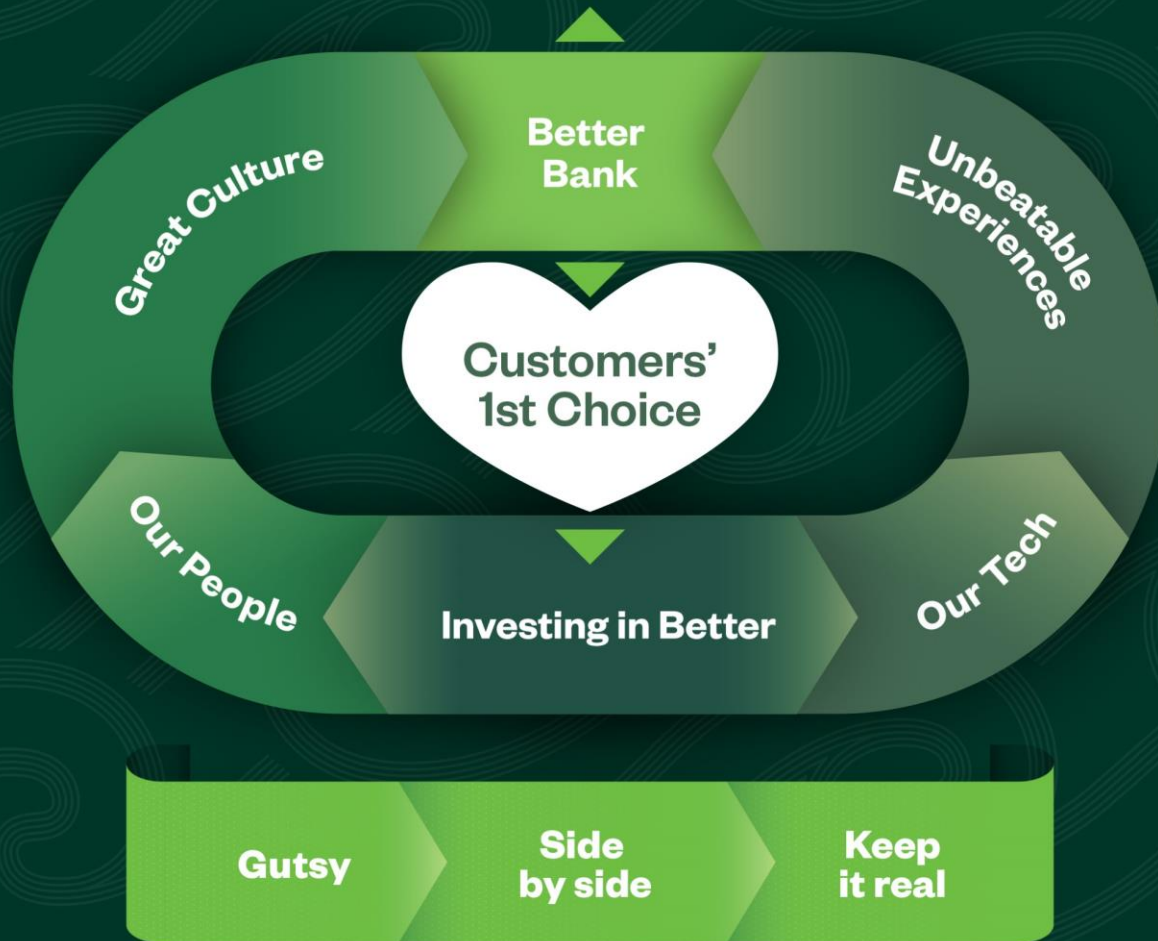 Better
Bank
Great Culture
Unbeatable
Experiences
Customers’
1st Choice
Our People
Investing in Better
Our Tech
Gutsy
Side
by side
Keep
it real